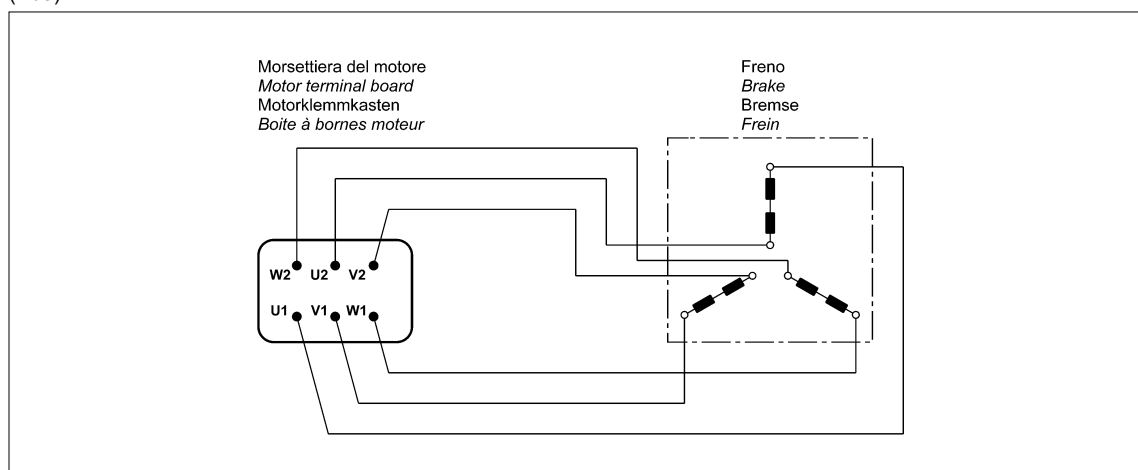 Morsettiera del motore
Motor terminal board
Motorklemmkasten
Boite à bornes moteur
Freno
Brake
Bremse
Frein
W2 U2 V2
U1 V1 W1